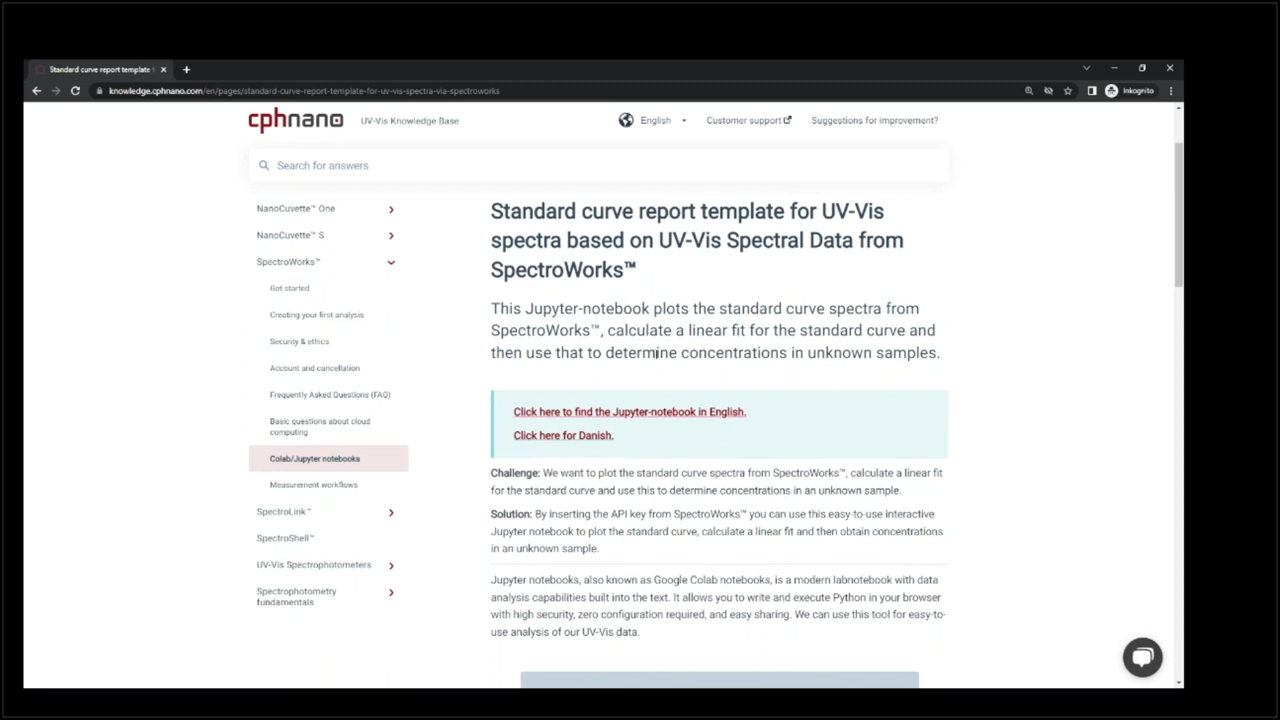 Standard curve report template f
knowledge.cphnano.com/en/pages/standard-curve-report-template-for-uv-vis-spectra-via-spectroworks
Inkognito
cphnano
UV-Vis Knowledge Base
English
Customer support
Suggestions for improvement?
Search for answers
NanoCuvette™ One
NanoCuvette™ S
SpectroWorks™
Get started
Creating your first analysis
Security & ethics
Account and cancellation
Frequently Asked Questions (FAQ)
Basic questions about cloud
computing
Colab/Jupyter notebooks
Measurement workflows
SpectroLink™
SpectroShell™
UV-Vis Spectrophotometers
Spectrophotometry
fundamentals
Standard curve report template for UV-Vis
spectra based on UV-Vis Spectral Data from
SpectroWorks™
This Jupyter-notebook plots the standard curve spectra from
SpectroWorks™, calculate a linear fit for the standard curve and
then use that to determine concentrations in unknown samples.
Click here to find the Jupyter-notebook in English.
Click here for Danish.
Challenge: We want to plot the standard curve spectra from SpectroWorks™, calculate a linear fit
for the standard curve and use this to determine concentrations in an unknown sample.
Solution: By inserting the API key from SpectroWorks™ you can use this easy-to-use interactive
Jupyter notebook to plot the standard curve, calculate a linear fit and then obtain concentrations
in an unknown sample.
Jupyter notebooks, also known as Google Colab notebooks, is a modern labnotebook with data
analysis capabilities built into the text. It allows you to write and execute Python in your browser
with high security, zero configuration required, and easy sharing. We can use this tool for easy-to-
use analysis of our UV-Vis data.